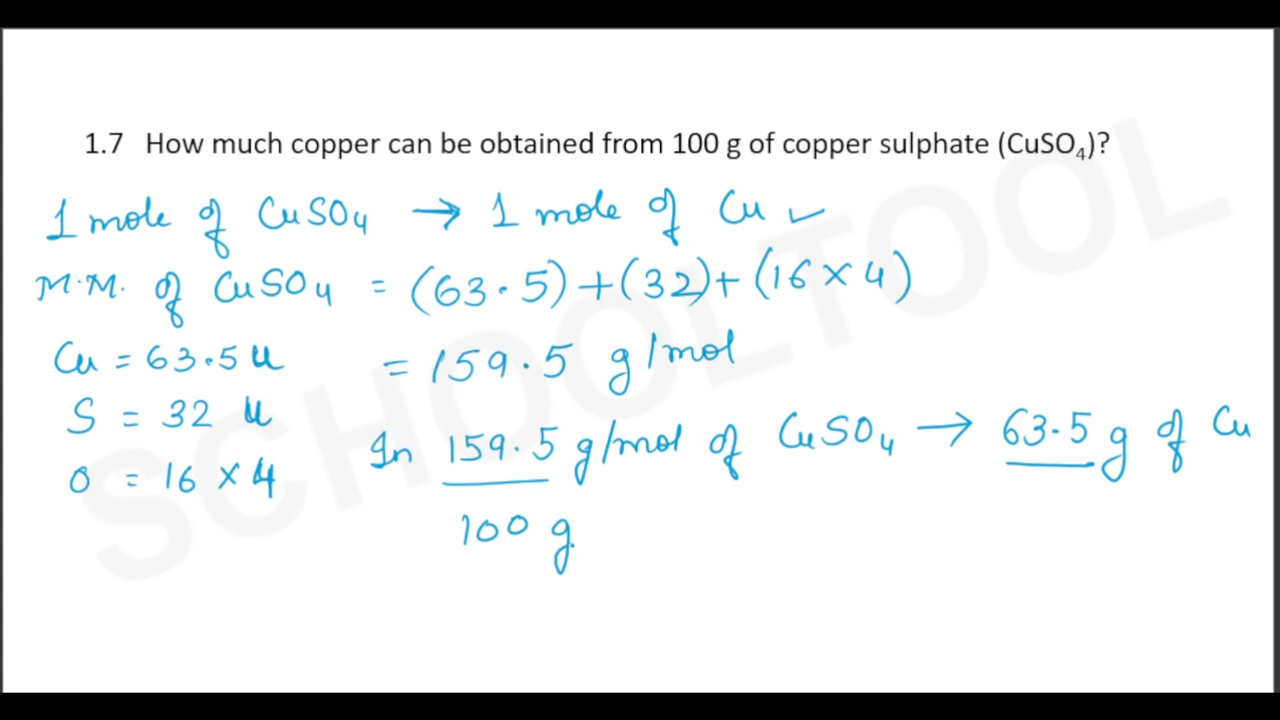 1.7 How much copper can be obtained from 100 g of copper sulphate (CuSO₄)?
1 mole of CuSO₄ → 1 mole of Cu ✓
M.M. of CuSO₄ = (63.5)+(32)+(16×4)
Cu = 63.5 u = 159.5 g/mol
S = 32 u
In 159.5 g/mol of CuSO₄ → 63.5 g of Cu
O = 16 × 4
100 g
SCHOOLTOOL